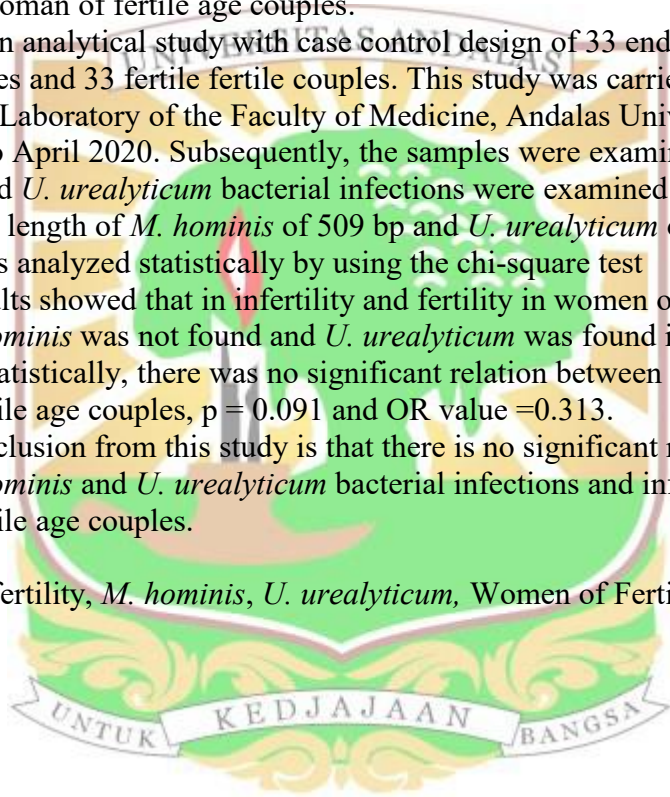 oman of fertile age couples.
n analytical study with case control design of 33 end
es and 33 fertile fertile couples. This study was carrie
UNIVERSITAS ANDALAS
Laboratory of the Faculty of Medicine, Andalas Univ
April 2020. Subsequently, the samples were examin
d U. urealyticum bacterial infections were examined
length of M. hominis of 509 bp and U. urealyticum
s analyzed statistically by using the chi-square test
ults showed that in infertility and fertility in women o
ominis was not found and U. urealyticum was found i
atistically, there was no significant relation between
ile age couples, p = 0.091 and OR value =0.313.
clusion from this study is that there is no significant r
ominis and U. urealyticum bacterial infections and inf
ile age couples.
fertility, M. hominis, U. urealyticum, Women of Ferti
UNTUK KEDJAJAAN BANGSA